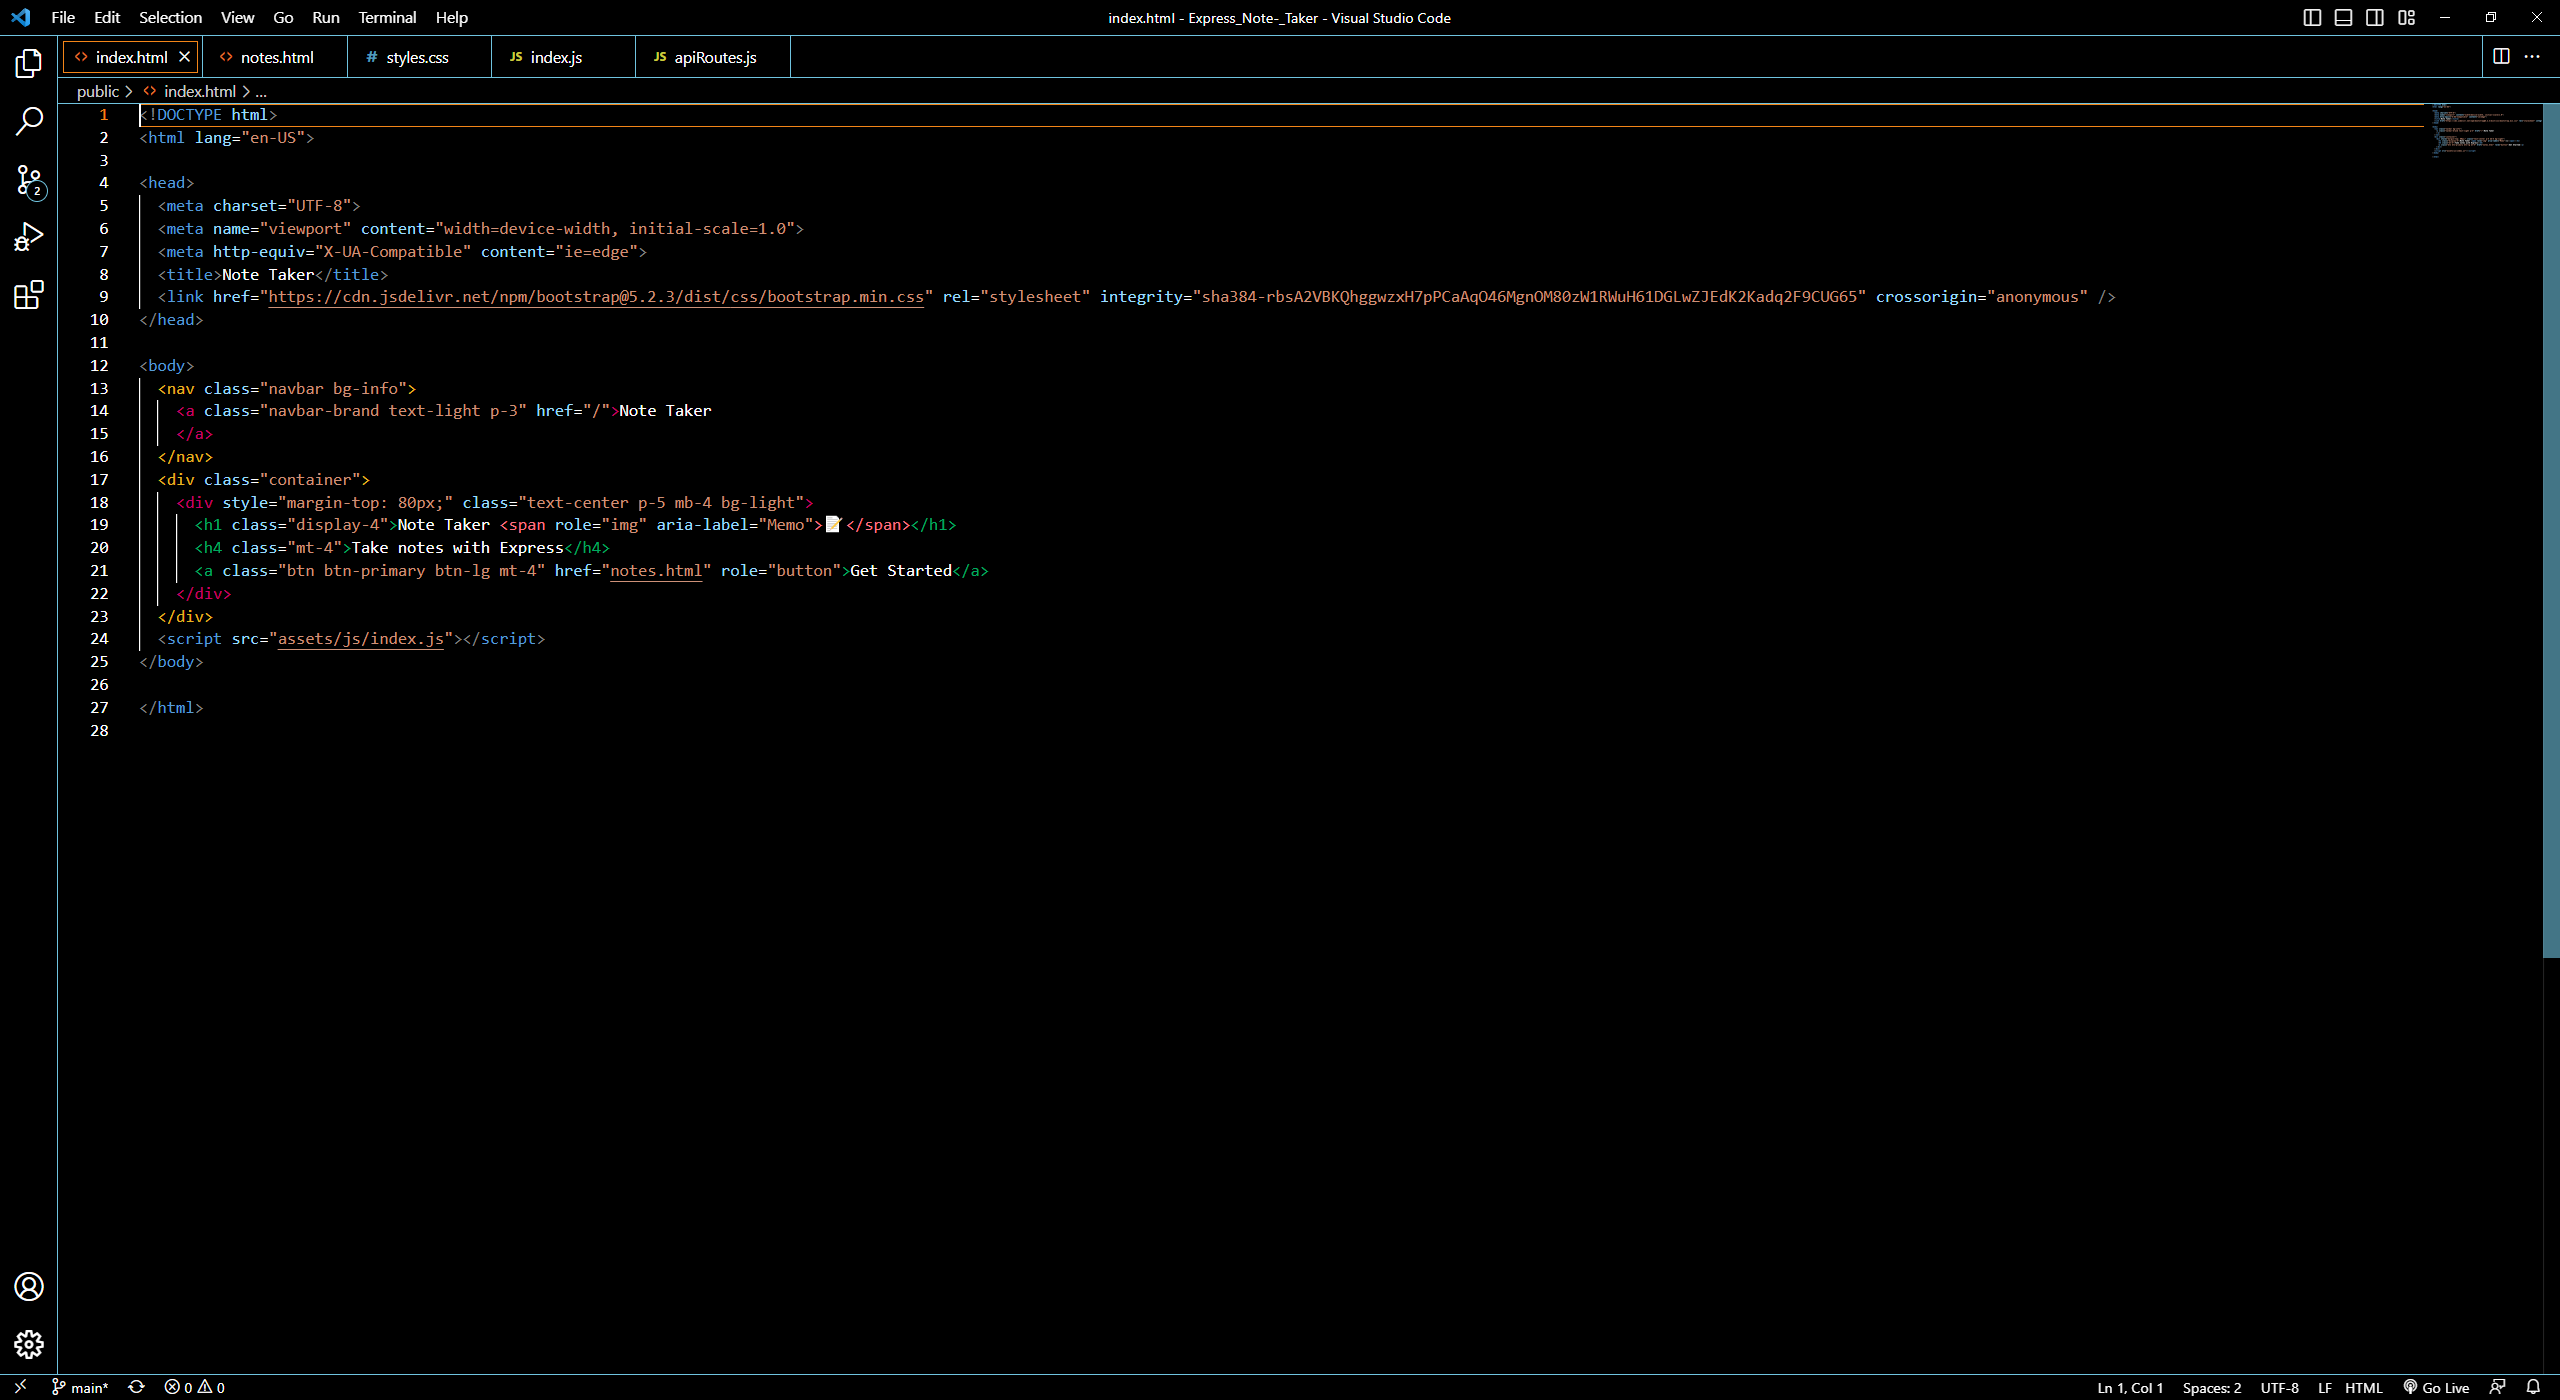 File Edit Selection View Go Run Terminal Help
index.html - Express_Note-_Taker - Visual Studio Code
index.html notes.html # styles.css JS index.js JS apiRoutes.js
public > index.html > ...
2
1 <!DOCTYPE html>
2 <html lang="en-US">
3
4 <head>
5 <meta charset="UTF-8">
6 <meta name="viewport" content="width=device-width, initial-scale=1.0">
7 <meta http-equiv="X-UA-Compatible" content="ie=edge">
8 <title>Note Taker</title>
9 <link href="https://cdn.jsdelivr.net/npm/bootstrap@5.2.3/dist/css/bootstrap.min.css" rel="stylesheet" integrity="sha384-rbsA2VBKQhggwzxH7pPCaAqO46MgnOM80zW1RWuH61DGLwZJEdK2Kadq2F9CUG65" crossorigin="anonymous" />
10 </head>
11
12 <body>
13 <nav class="navbar bg-info">
14 <a class="navbar-brand text-light p-3" href="/">Note Taker
15 </a>
16 </nav>
17 <div class="container">
18 <div style="margin-top: 80px;" class="text-center p-5 mb-4 bg-light">
19 <h1 class="display-4">Note Taker <span role="img" aria-label="Memo">📝</span></h1>
20 <h4 class="mt-4">Take notes with Express</h4>
21 <a class="btn btn-primary btn-lg mt-4" href="notes.html" role="button">Get Started</a>
22 </div>
23 </div>
24 <script src="assets/js/index.js"></script>
25 </body>
26
27 </html>
28
main* 0 0 Ln 1, Col 1 Spaces: 2 UTF-8 LF HTML Go Live